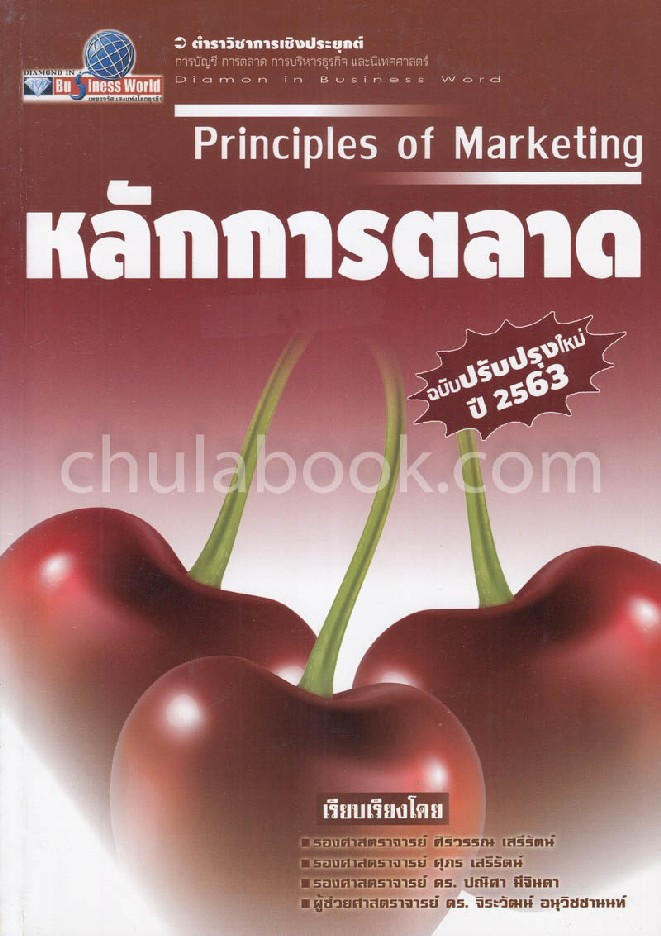 ตำราวิชาการเชิงประยุกต์
การบัญชี การตลาด การบริหารธุรกิจ และนิเทศศาสตร์
Diamon in Business Word
DIAMOND IN
Business World
Principles of Marketing
หลักการตลาด
ฉบับปรับปรุงใหม่
ปี 2563
chulabook.com
เรียบเรียงโดย
รองศาสตราจารย์ ศิริวรรณ เสรีรัตน์
รองศาสตราจารย์ ศุภร เสรีรัตน์
รองศาสตราจารย์ ดร. ปณิศา มีจินดา
ผู้ช่วยศาสตราจารย์ ดร. จิระวัฒน์ อนุวิชชานนท์